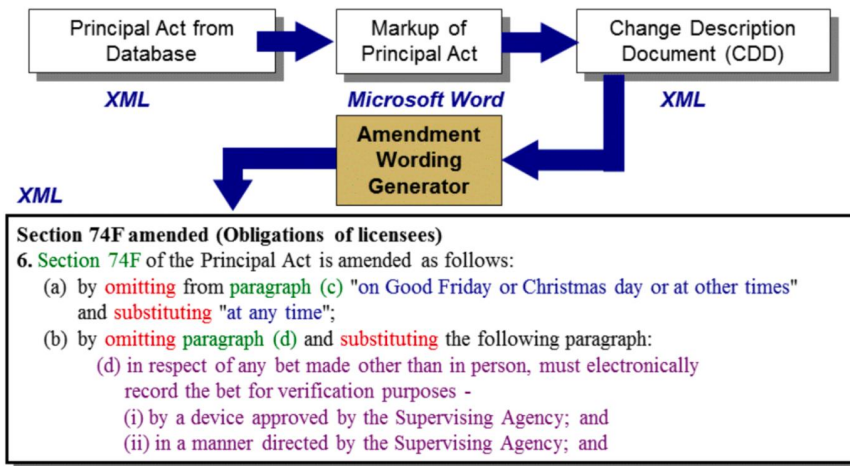 Principal Act from
Database
Markup of
Principal Act
Change Description
Document (CDD)
XML
Microsoft Word
XML
Amendment
Wording
Generator
XML
Section 74F amended (Obligations of licensees)
6. Section 74F of the Principal Act is amended as follows:
(a) by omitting from paragraph (c) "on Good Friday or Christmas day or at other times"
and substituting "at any time";
(b) by omitting paragraph (d) and substituting the following paragraph:
(d) in respect of any bet made other than in person, must electronically
record the bet for verification purposes -
(i) by a device approved by the Supervising Agency; and
(ii) in a manner directed by the Supervising Agency; and